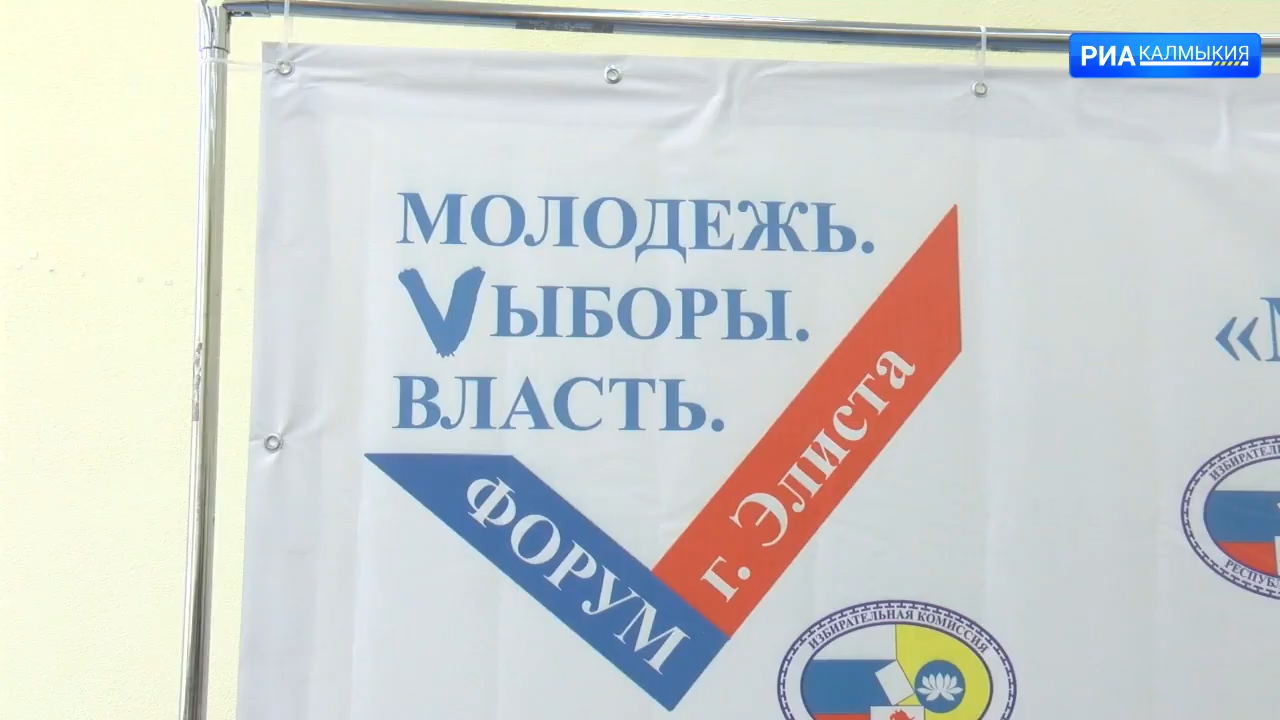 РИА КАЛМЫКИЯ
МОЛОДЕЖЬ.
VЫБОРЫ.
ВЛАСТЬ.
ФОРУМ
г. Элиста
ИЗБИРАТЕЛЬНАЯ КОМИССИЯ